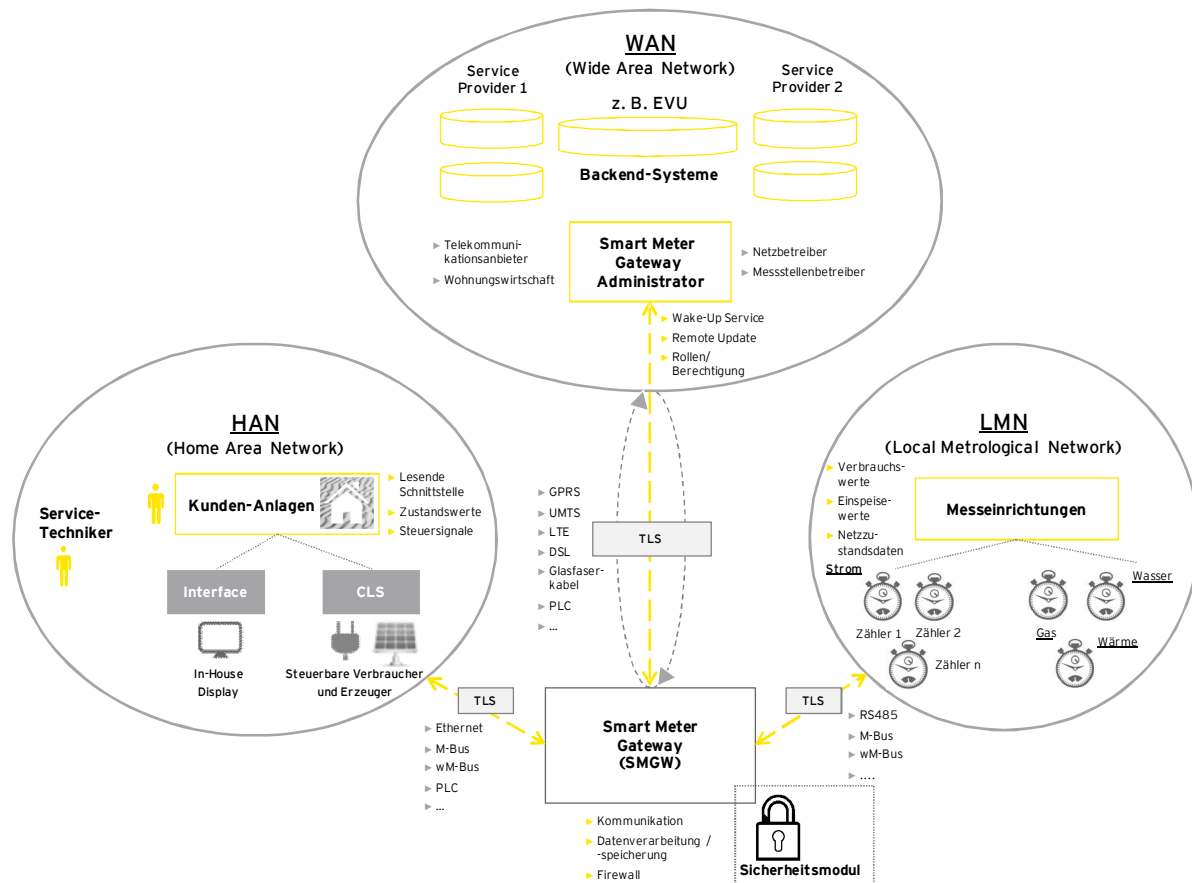 WAN
(Wide Area Network)
Service
Provider 1
z. B. EVU
Service
Provider 2
Backend-Systeme
► Telekommuni-
kationsanbieter
► Wohnungswirtschaft
Smart Meter
Gateway
Administrator
► Netzbetreiber
► Messstellenbetreiber
► Wake-Up Service
► Remote Update
► Rollen/
Berechtigung
HAN
(Home Area Network)
Service-
Techniker
Kunden-Anlagen
► Lesende
Schnittstelle
► Zustandswerte
► Steuersignale
Interface
CLS
In-House
Display
Steuerbare Verbraucher
und Erzeuger
► GPRS
► UMTS
► LTE
► DSL
► Glasfaser-
kabel
► PLC
► ...
TLS
LMN
(Local Metrological Network)
► Verbrauchs-
werte
► Einspeise-
werte
► Netzzu-
standsdaten
Messeinrichtungen
Strom
Wasser
Zähler 1
Zähler 2
Gas
Wärme
Zähler n
TLS
► Ethernet
► M-Bus
► wM-Bus
► PLC
► ...
Smart Meter
Gateway
(SMGW)
TLS
► RS485
► M-Bus
► wM-Bus
► ....
► Kommunikation
► Datenverarbeitung /
-speicherung
► Firewall
Sicherheitsmodul